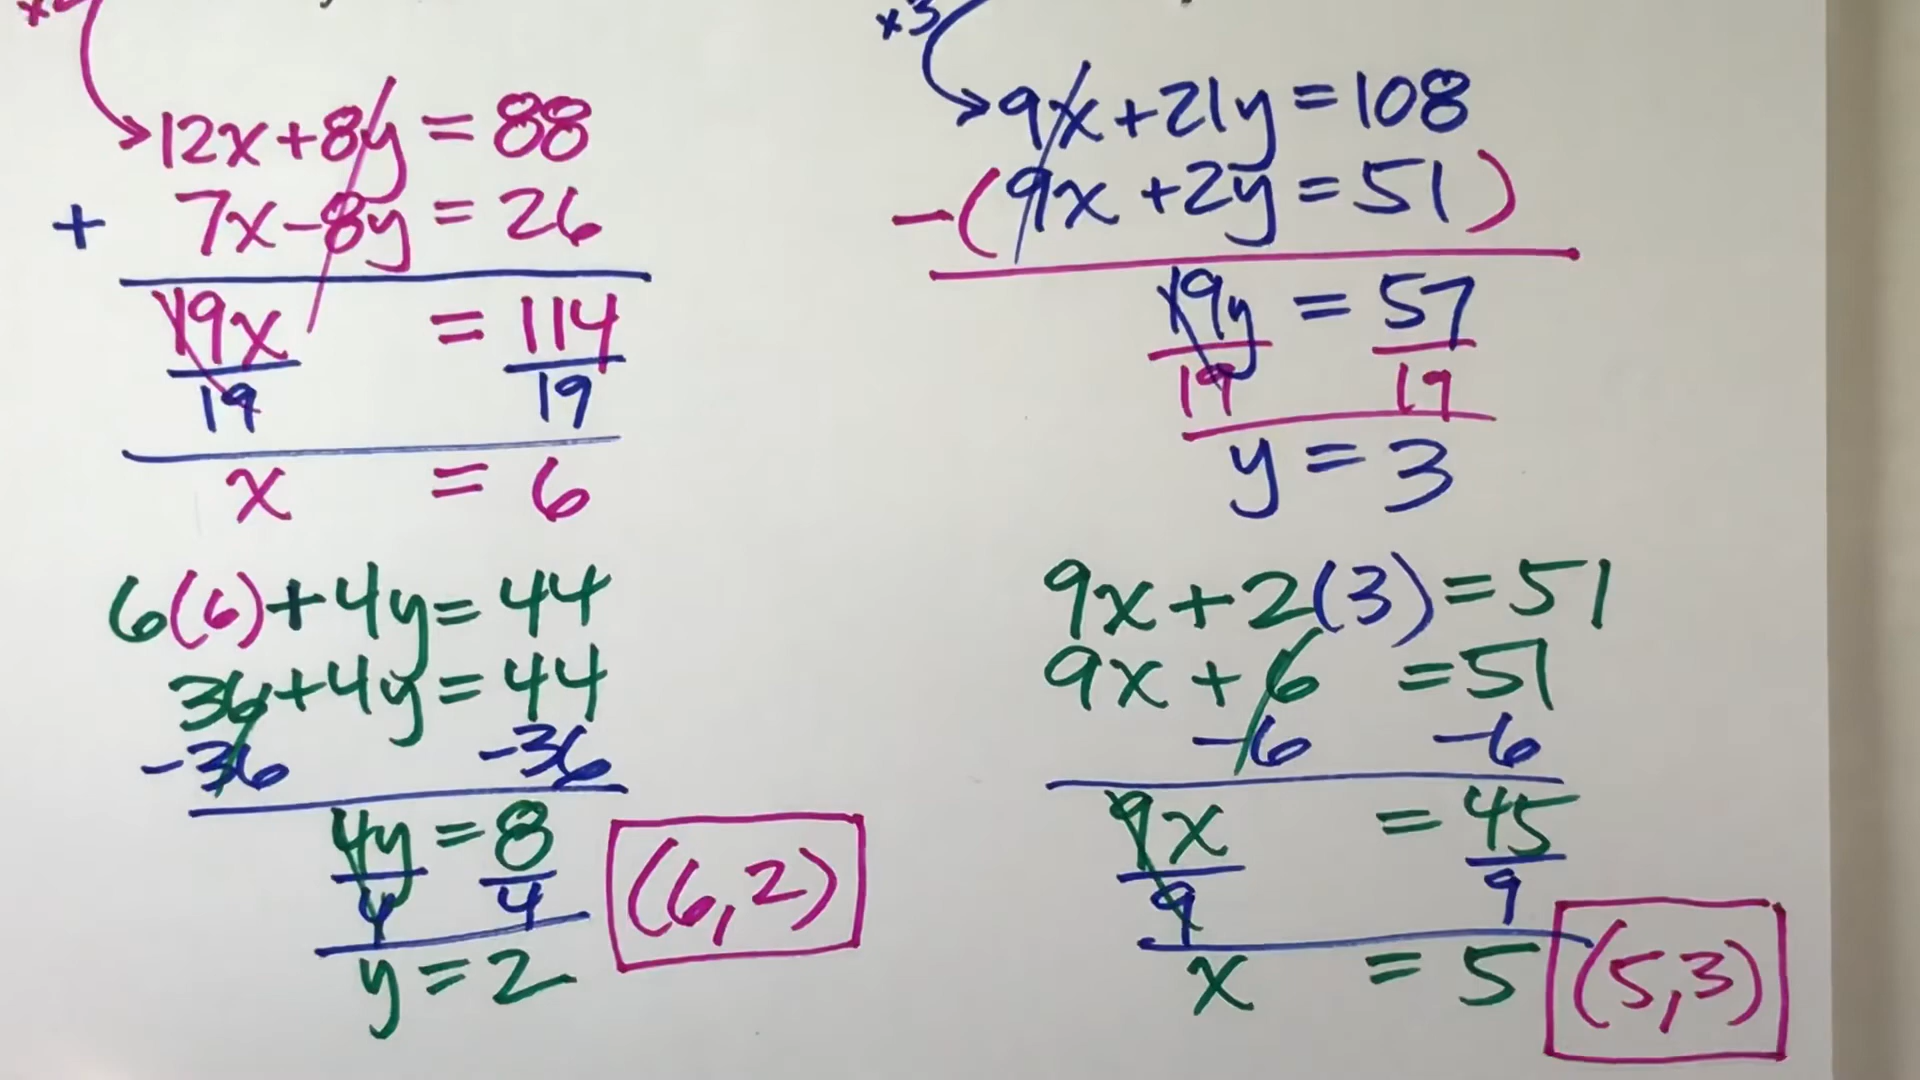 12x+8y = 88
+ 7x-8y = 26
19x = 114
19 19
x = 6
6(6)+4y=44
36+4y=44
-36 -36
4y=8
4 4
y=2
(6,2)
x3
9x+21y=108
-(9x+2y=51)
19y = 57
19 19
y = 3
9x+2(3)=51
9x+6 =51
-6 -6
9x = 45
9 9
x = 5
(5,3)